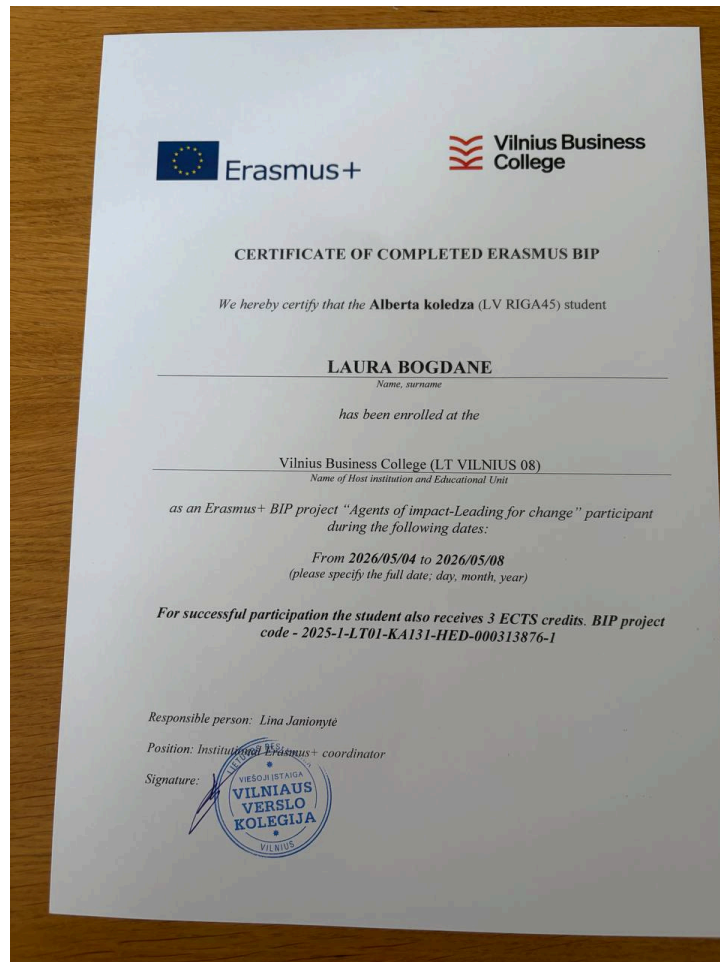 Erasmus+
Vilnius Business
College
CERTIFICATE OF COMPLETED ERASMUS BIP
We hereby certify that the Alberta koledza (LV RIGA45) student
LAURA BOGDANE
Name, surname
has been enrolled at the
Vilnius Business College (LT VILNIUS 08)
Name of Host institution and Educational Unit
as an Erasmus+ BIP project “Agents of impact-Leading for change” participant
during the following dates:
From 2026/05/04 to 2026/05/08
(please specify the full date; day, month, year)
For successful participation the student also receives 3 ECTS credits. BIP project
code - 2025-1-LT01-KA131-HED-000313876-1
Responsible person: Lina Janionytė
Position: Institutional Erasmus+ coordinator
Signature:
VIEŠOJI ĮSTAIGA
VILNIAUS
VERSLO
KOLEGIJA
VILNIUS